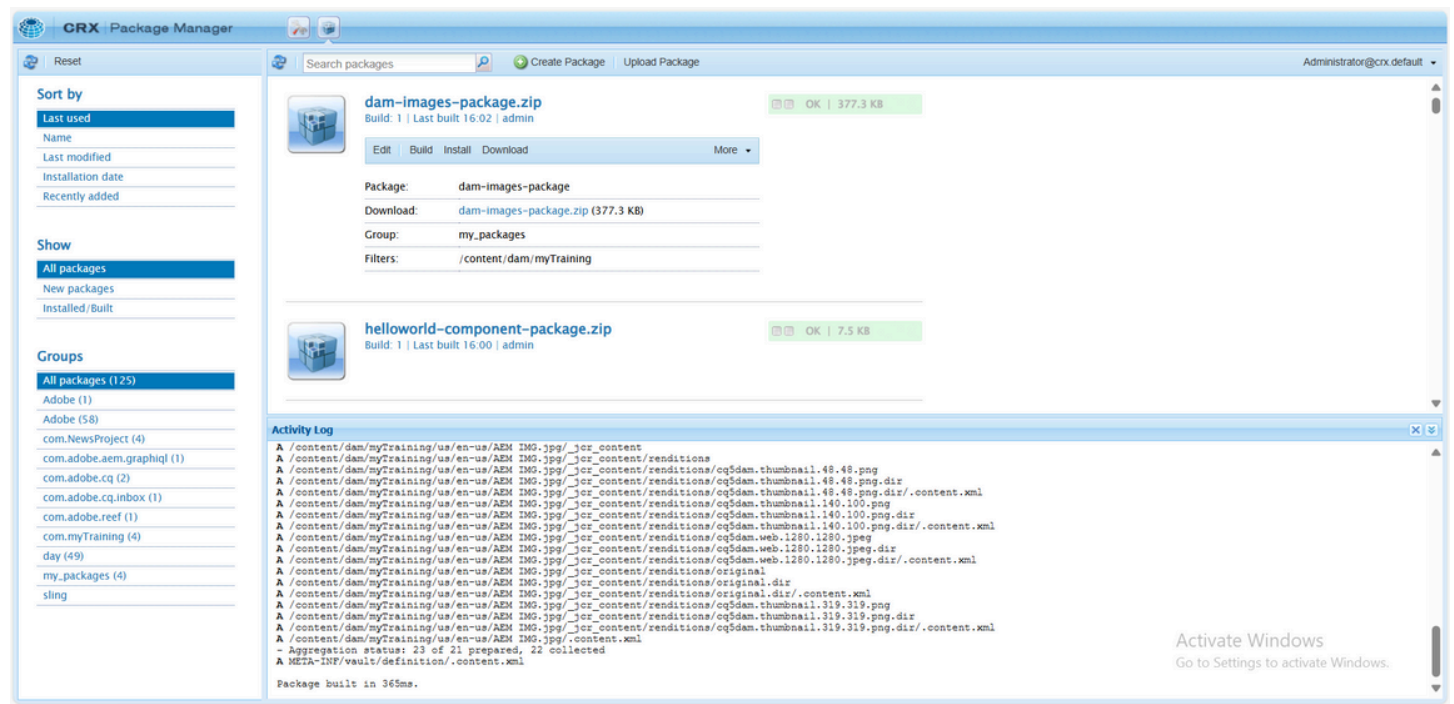 CRX Package Manager
Reset
Search packages
Create Package
Upload Package
Administrator@crx.default
Sort by
Last used
Name
Last modified
Installation date
Recently added
Show
All packages
New packages
Installed/Built
Groups
All packages (125)
Adobe (1)
Adobe (58)
com.NewsProject (4)
com.adobe.aem.graphiql (1)
com.adobe.cq (2)
com.adobe.cq.inbox (1)
com.adobe.reef (1)
com.myTraining (4)
day (49)
my_packages (4)
sling
dam-images-package.zip
OK | 377.3 KB
Build: 1 | Last built 16:02 | admin
Edit Build Install Download More
Package: dam-images-package
Download: dam-images-package.zip (377.3 KB)
Group: my_packages
Filters: /content/dam/myTraining
helloworld-component-package.zip
OK | 7.5 KB
Build: 1 | Last built 16:00 | admin
Activity Log
A /content/dam/myTraining/us/en-us/AEM IMG.jpg/_jcr_content
A /content/dam/myTraining/us/en-us/AEM IMG.jpg/_jcr_content/renditions
A /content/dam/myTraining/us/en-us/AEM IMG.jpg/_jcr_content/renditions/cq5dam.thumbnail.48.48.png
A /content/dam/myTraining/us/en-us/AEM IMG.jpg/_jcr_content/renditions/cq5dam.thumbnail.48.48.png.dir
A /content/dam/myTraining/us/en-us/AEM IMG.jpg/_jcr_content/renditions/cq5dam.thumbnail.48.48.png.dir/.content.xml
A /content/dam/myTraining/us/en-us/AEM IMG.jpg/_jcr_content/renditions/cq5dam.thumbnail.140.100.png
A /content/dam/myTraining/us/en-us/AEM IMG.jpg/_jcr_content/renditions/cq5dam.thumbnail.140.100.png.dir
A /content/dam/myTraining/us/en-us/AEM IMG.jpg/_jcr_content/renditions/cq5dam.thumbnail.140.100.png.dir/.content.xml
A /content/dam/myTraining/us/en-us/AEM IMG.jpg/_jcr_content/renditions/cq5dam.web.1280.1280.jpeg
A /content/dam/myTraining/us/en-us/AEM IMG.jpg/_jcr_content/renditions/cq5dam.web.1280.1280.jpeg.dir
A /content/dam/myTraining/us/en-us/AEM IMG.jpg/_jcr_content/renditions/cq5dam.web.1280.1280.jpeg.dir/.content.xml
A /content/dam/myTraining/us/en-us/AEM IMG.jpg/_jcr_content/renditions/original
A /content/dam/myTraining/us/en-us/AEM IMG.jpg/_jcr_content/renditions/original.dir
A /content/dam/myTraining/us/en-us/AEM IMG.jpg/_jcr_content/renditions/original.dir/.content.xml
A /content/dam/myTraining/us/en-us/AEM IMG.jpg/_jcr_content/renditions/cq5dam.thumbnail.319.319.png
A /content/dam/myTraining/us/en-us/AEM IMG.jpg/_jcr_content/renditions/cq5dam.thumbnail.319.319.png.dir
A /content/dam/myTraining/us/en-us/AEM IMG.jpg/_jcr_content/renditions/cq5dam.thumbnail.319.319.png.dir/.content.xml
A /content/dam/myTraining/us/en-us/AEM IMG.jpg/.content.xml
- Aggregation status: 23 of 21 prepared, 22 collected
A META-INF/vault/definition/.content.xml
Package built in 365ms.
Activate Windows
Go to Settings to activate Windows.